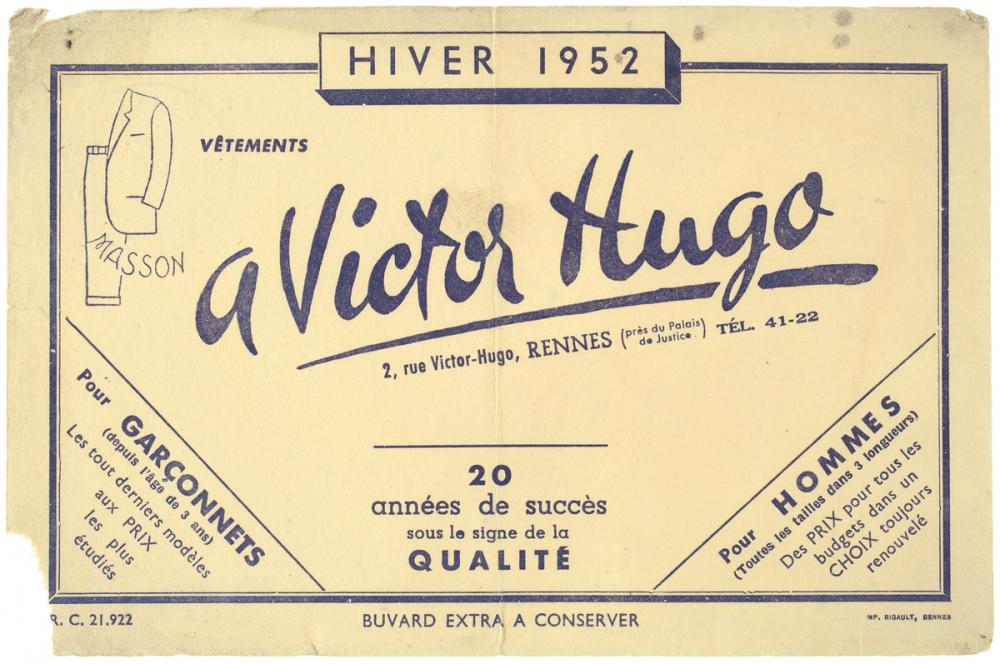 HIVER 1952
VÊTEMENTS
MASSON
a Victor Hugo
2, rue Victor-Hugo, RENNES (près du Palais de Justice.) TÉL. 41-22
Pour GARÇONNETS
(depuis l'âge de 3 ans)
Les tout derniers modèles
aux PRIX
les plus
étudiés
20
années de succès
sous le signe de la
QUALITÉ
Pour HOMMES
(Toutes les tailles dans 3 longueurs)
Des PRIX pour tous les
budgets dans un
CHOIX toujours
renouvelé
R. C. 21.922
BUVARD EXTRA A CONSERVER
IMP. RIGAULT, RENNES